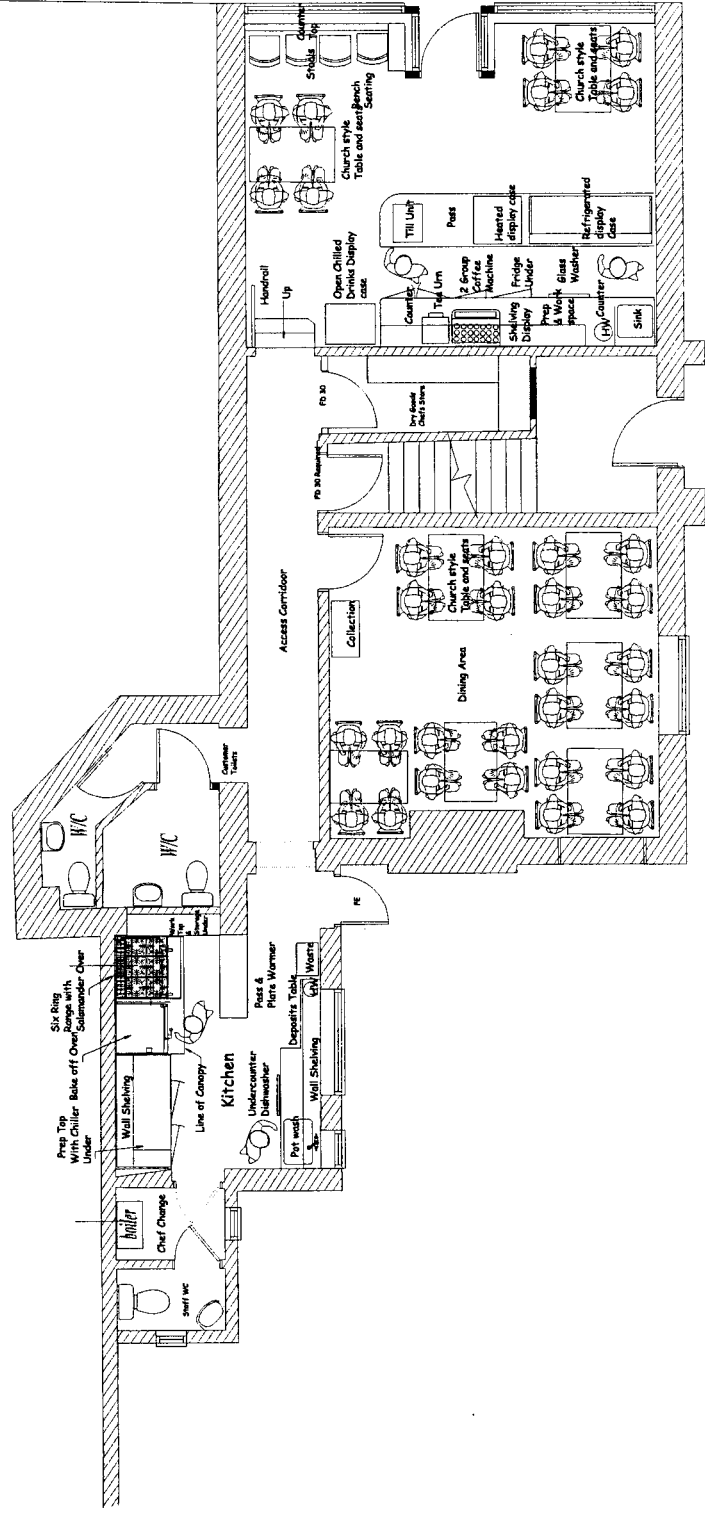 Six Ring
Range with
Salamander Over
Bake off Oven
Prep Top
With Chiller
Under
Wall Shelving
boiler
Chef Change
Staff WC
Line of Canopy
Kitchen
Undercounter
Dishwasher
Pot wash
Wall Shelving
Deposits Table
HW
Waste
Pass &
Plate Warmer
Work
Top
&
Storage
Under
W/C
W/C
Customer
Toilets
FE
Access Corridoor
Collection
Dining Area
Church style
Table and seats
FD 30 Required
FD 30
Dry Goods
Chefs Store
Handrail
Up
Open Chilled
Drinks Display
case
Church style
Table and seats
Bench
Seating
Stools
Counter
Top
Till Unit
Pass
Heated
display case
Refrigerated
display
Case
Counter
Tea Urn
2 Group
Coffee
Machine
Fridge
Under
Glass
Washer
Shelving
Display
Prep
& Work
space
Counter
HW
Sink
Church style
Table and seats